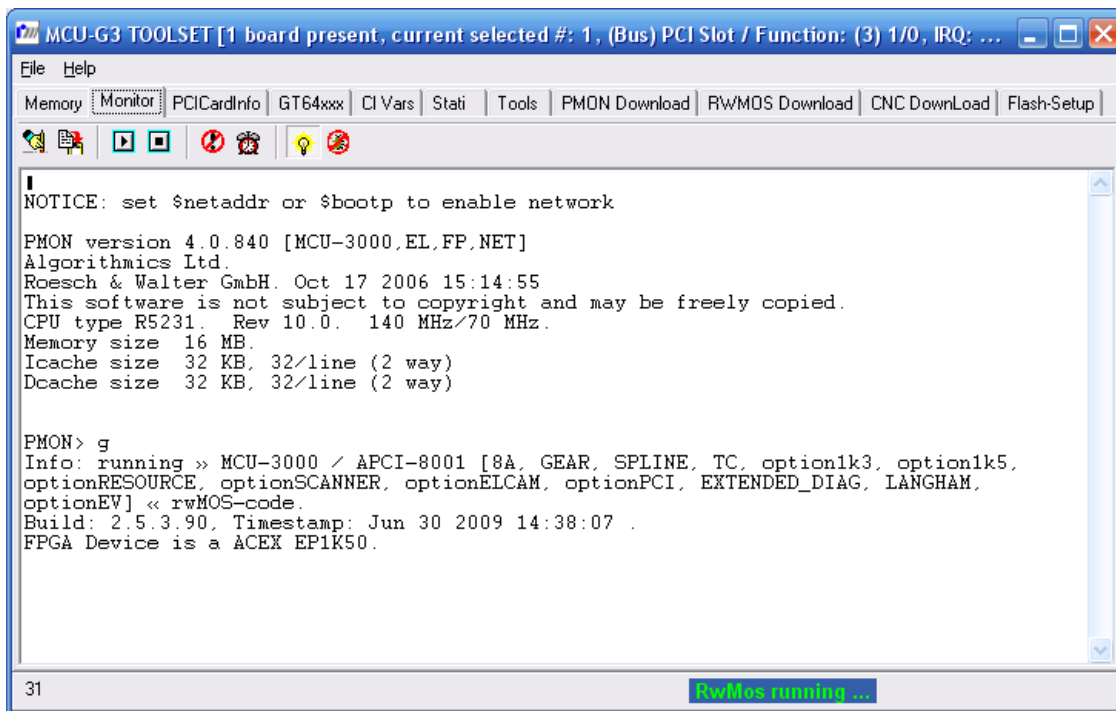 MCU-G3 TOOLSET [1 board present, current selected #: 1, (Bus) PCI Slot / Function: (3) 1/0, IRQ: ...
File Help
Memory Monitor PCICardInfo GT64xxx CI Vars Stati Tools PMON Download RWMOS Download CNC DownLoad Flash-Setup
NOTICE: set $netaddr or $bootp to enable network
PMON version 4.0.840 [MCU-3000,EL,FP,NET]
Algorithmics Ltd.
Roesch & Walter GmbH. Oct 17 2006 15:14:55
This software is not subject to copyright and may be freely copied.
CPU type R5231. Rev 10.0. 140 MHz/70 MHz.
Memory size 16 MB.
Icache size 32 KB, 32/line (2 way)
Dcache size 32 KB, 32/line (2 way)
PMON> g
Info: running » MCU-3000 / APCI-8001 [8A, GEAR, SPLINE, TC, option1k3, option1k5,
optionRESOURCE, optionSCANNER, optionELCAM, optionPCI, EXTENDED_DIAG, LANGHAM,
optionEV] « rwMOS-code.
Build: 2.5.3.90, Timestamp: Jun 30 2009 14:38:07 .
FPGA Device is a ACEX EP1K50.
31
RwMos running ...